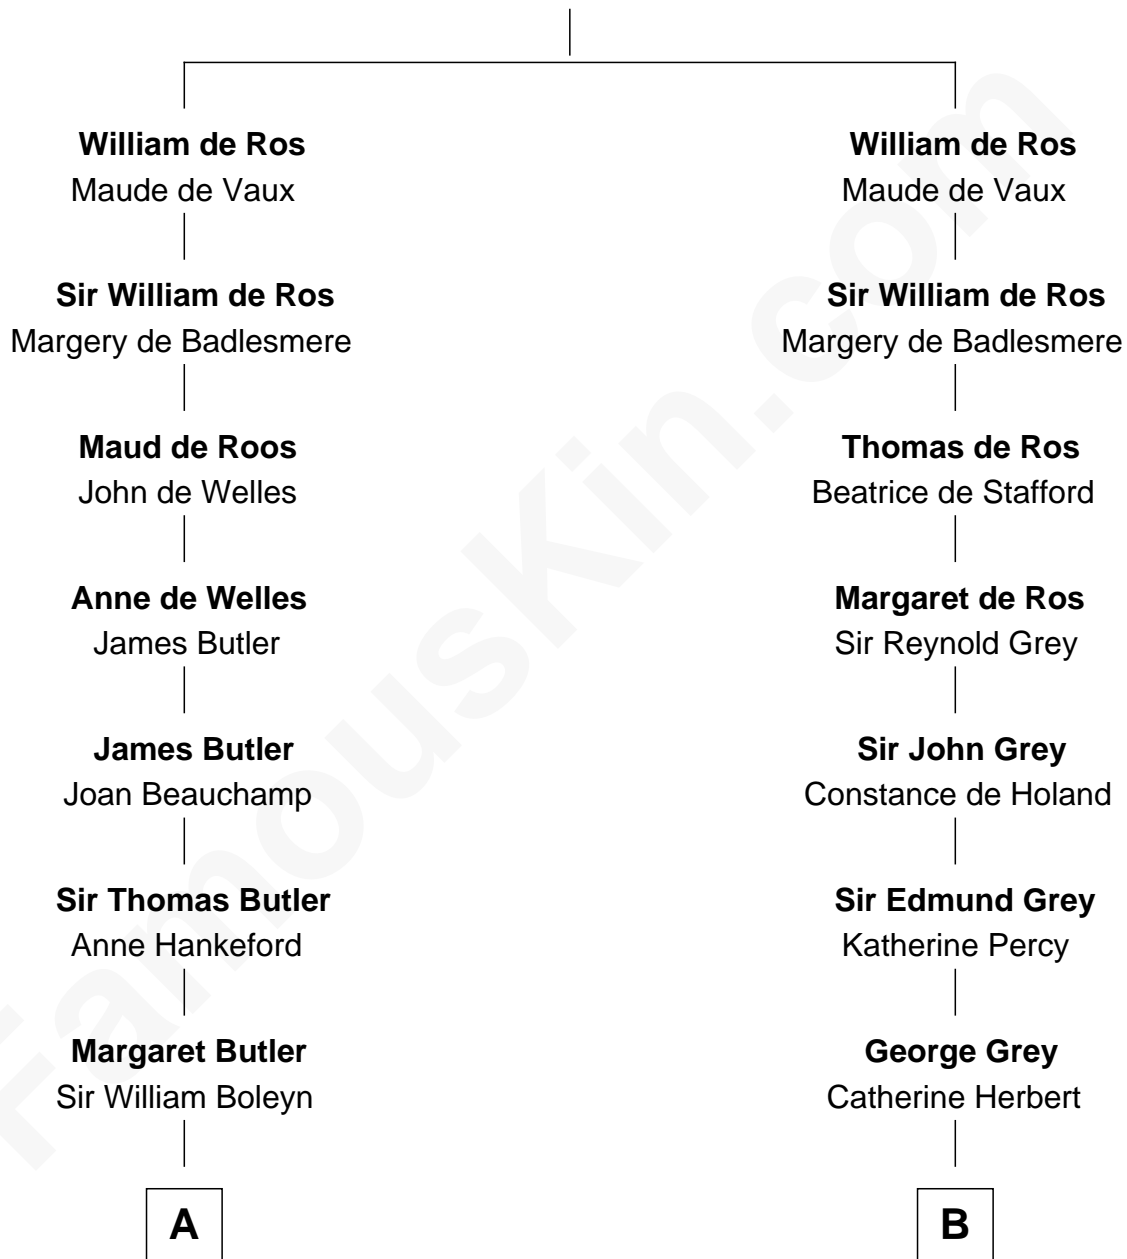 William de Ros
Maude de Vaux
Sir William de Ros
Margery de Badlesmere
Maud de Roos
John de Welles
Anne de Welles
James Butler
James Butler
Joan Beauchamp
Sir Thomas Butler
Anne Hankeford
Margaret Butler
Sir William Boleyn
A
William de Ros
Maude de Vaux
Sir William de Ros
Margery de Badlesmere
Thomas de Ros
Beatrice de Stafford
Margaret de Ros
Sir Reynold Grey
Sir John Grey
Constance de Holand
Sir Edmund Grey
Katherine Percy
George Grey
Catherine Herbert
B
FamousKin.com